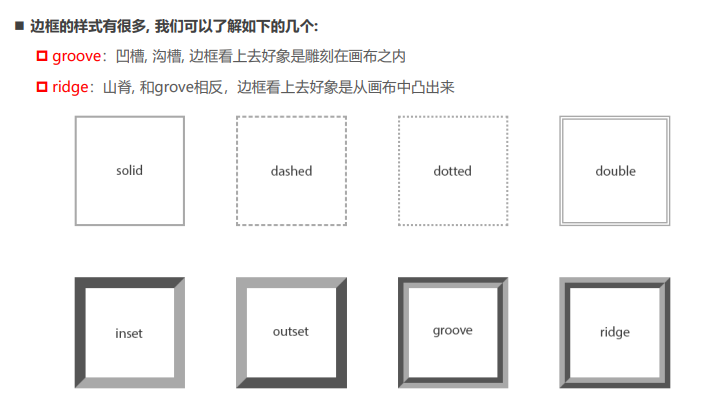 边框的样式有很多, 我们可以了解如下的几个:
groove：凹槽, 沟槽, 边框看上去好象是雕刻在画布之内
ridge：山脊, 和grove相反，边框看上去好象是从画布中凸出来
solid dashed dotted double
inset outset groove ridge